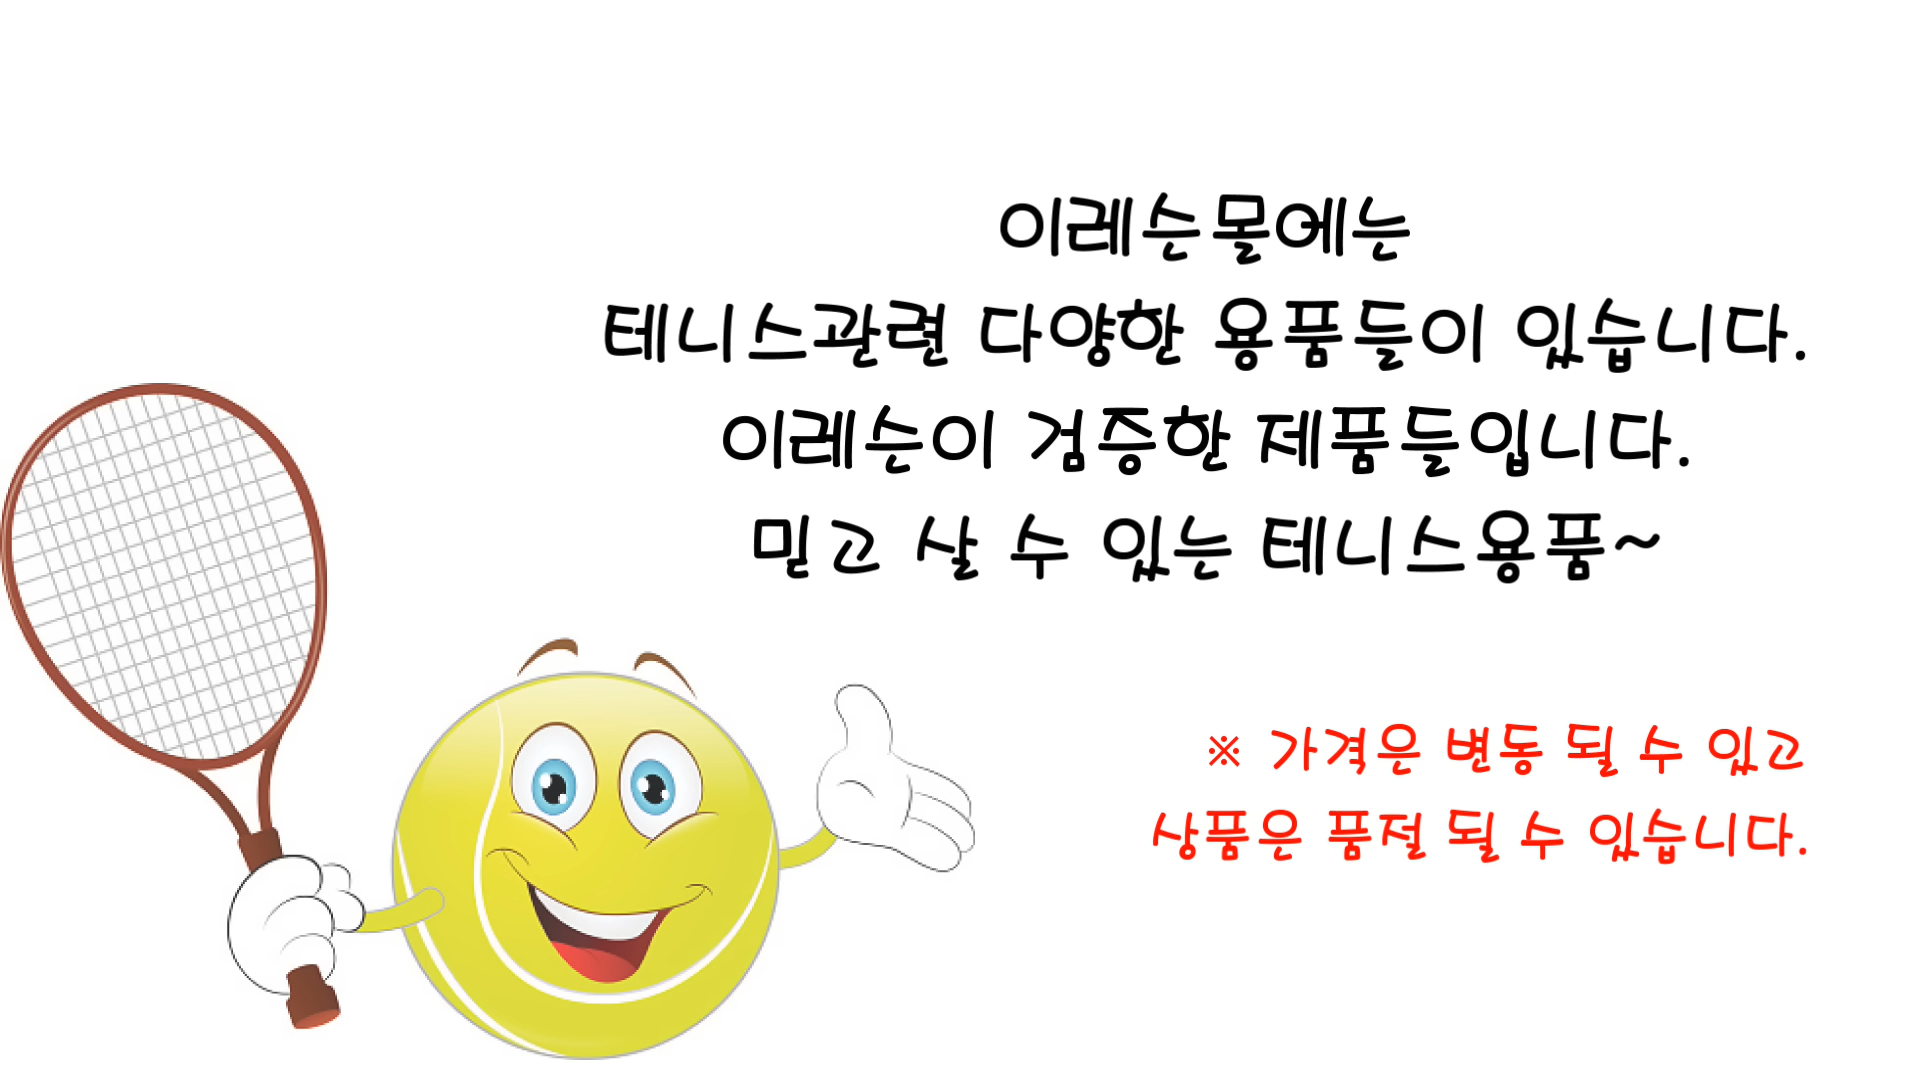 이레슨몰에는
테니스관련 다양한 용품들이 있습니다.
이레슨이 검증한 제품들입니다.
믿고 살 수 있는 테니스용품~
※ 가격은 변동 될 수 있고
상품은 품절 될 수 있습니다.